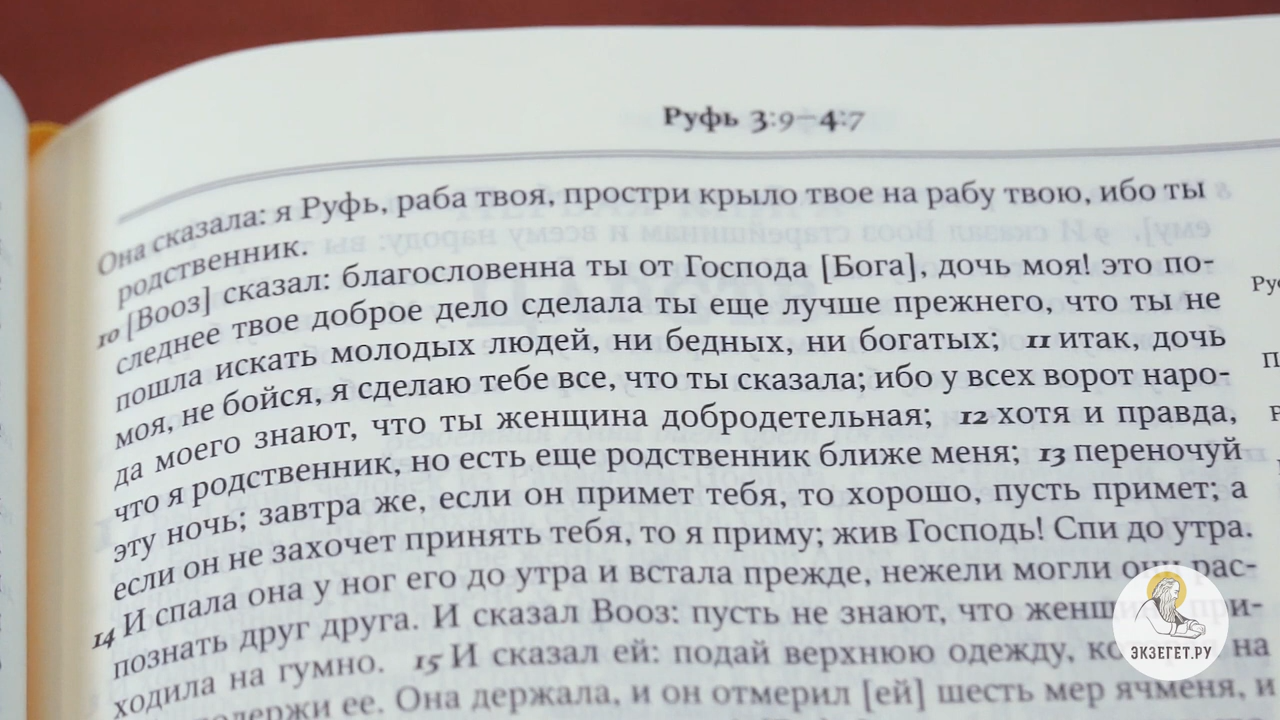 Руфь 3:9–4:7
Она сказала: я Руфь, раба твоя, простри крыло твое на рабу твою, ибо ты
родственник.
10 [Вооз] сказал: благословенна ты от Господа [Бога], дочь моя! это по-
следнее твое доброе дело сделала ты еще лучше прежнего, что ты не
пошла искать молодых людей, ни бедных, ни богатых; 11 итак, дочь
моя, не бойся, я сделаю тебе все, что ты сказала; ибо у всех ворот наро-
да моего знают, что ты женщина добродетельная; 12 хотя и правда,
что я родственник, но есть еще родственник ближе меня; 13 переночуй
эту ночь; завтра же, если он примет тебя, то хорошо, пусть примет; а
если он не захочет принять тебя, то я приму; жив Господь! Спи до утра.
14 И спала она у ног его до утра и встала прежде, нежели могли они рас-
познать друг друга. И сказал Вооз: пусть не знают, что женщина при-
ходила на гумно. 15 И сказал ей: подай верхнюю одежду, на
ее. Она держала, и он отмерил [ей] шесть мер ячменя, и
ЭКЗЕГЕТ.РУ